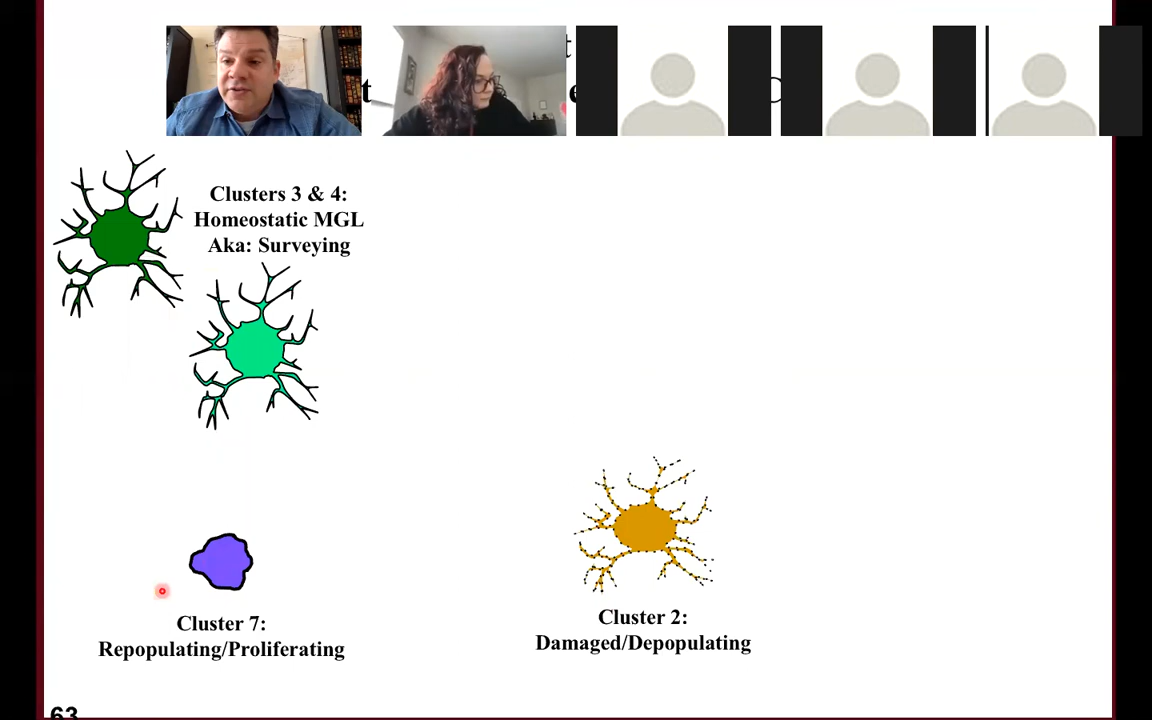 Clusters 3 & 4:
Homeostatic MGL
Aka: Surveying
Cluster 7:
Repopulating/Proliferating
Cluster 2:
Damaged/Depopulating
63